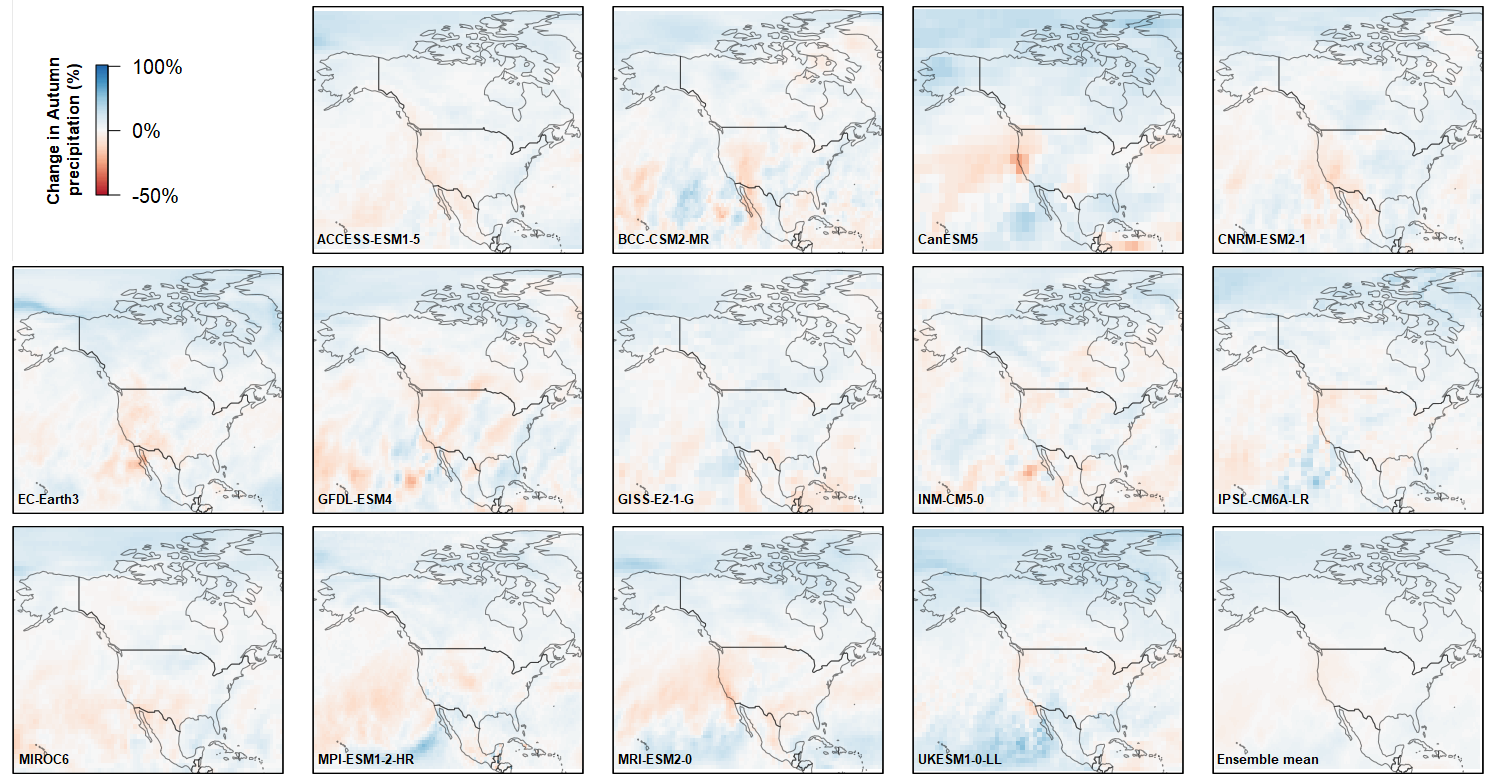 Change in Autumn
precipitation (%)
100%
0%
-50%
ACCESS-ESM1-5
BCC-CSM2-MR
CanESM5
CNRM-ESM2-1
EC-Earth3
GFDL-ESM4
GISS-E2-1-G
INM-CM5-0
IPSL-CM6A-LR
MIROC6
MPI-ESM1-2-HR
MRI-ESM2-0
UKESM1-0-LL
Ensemble mean